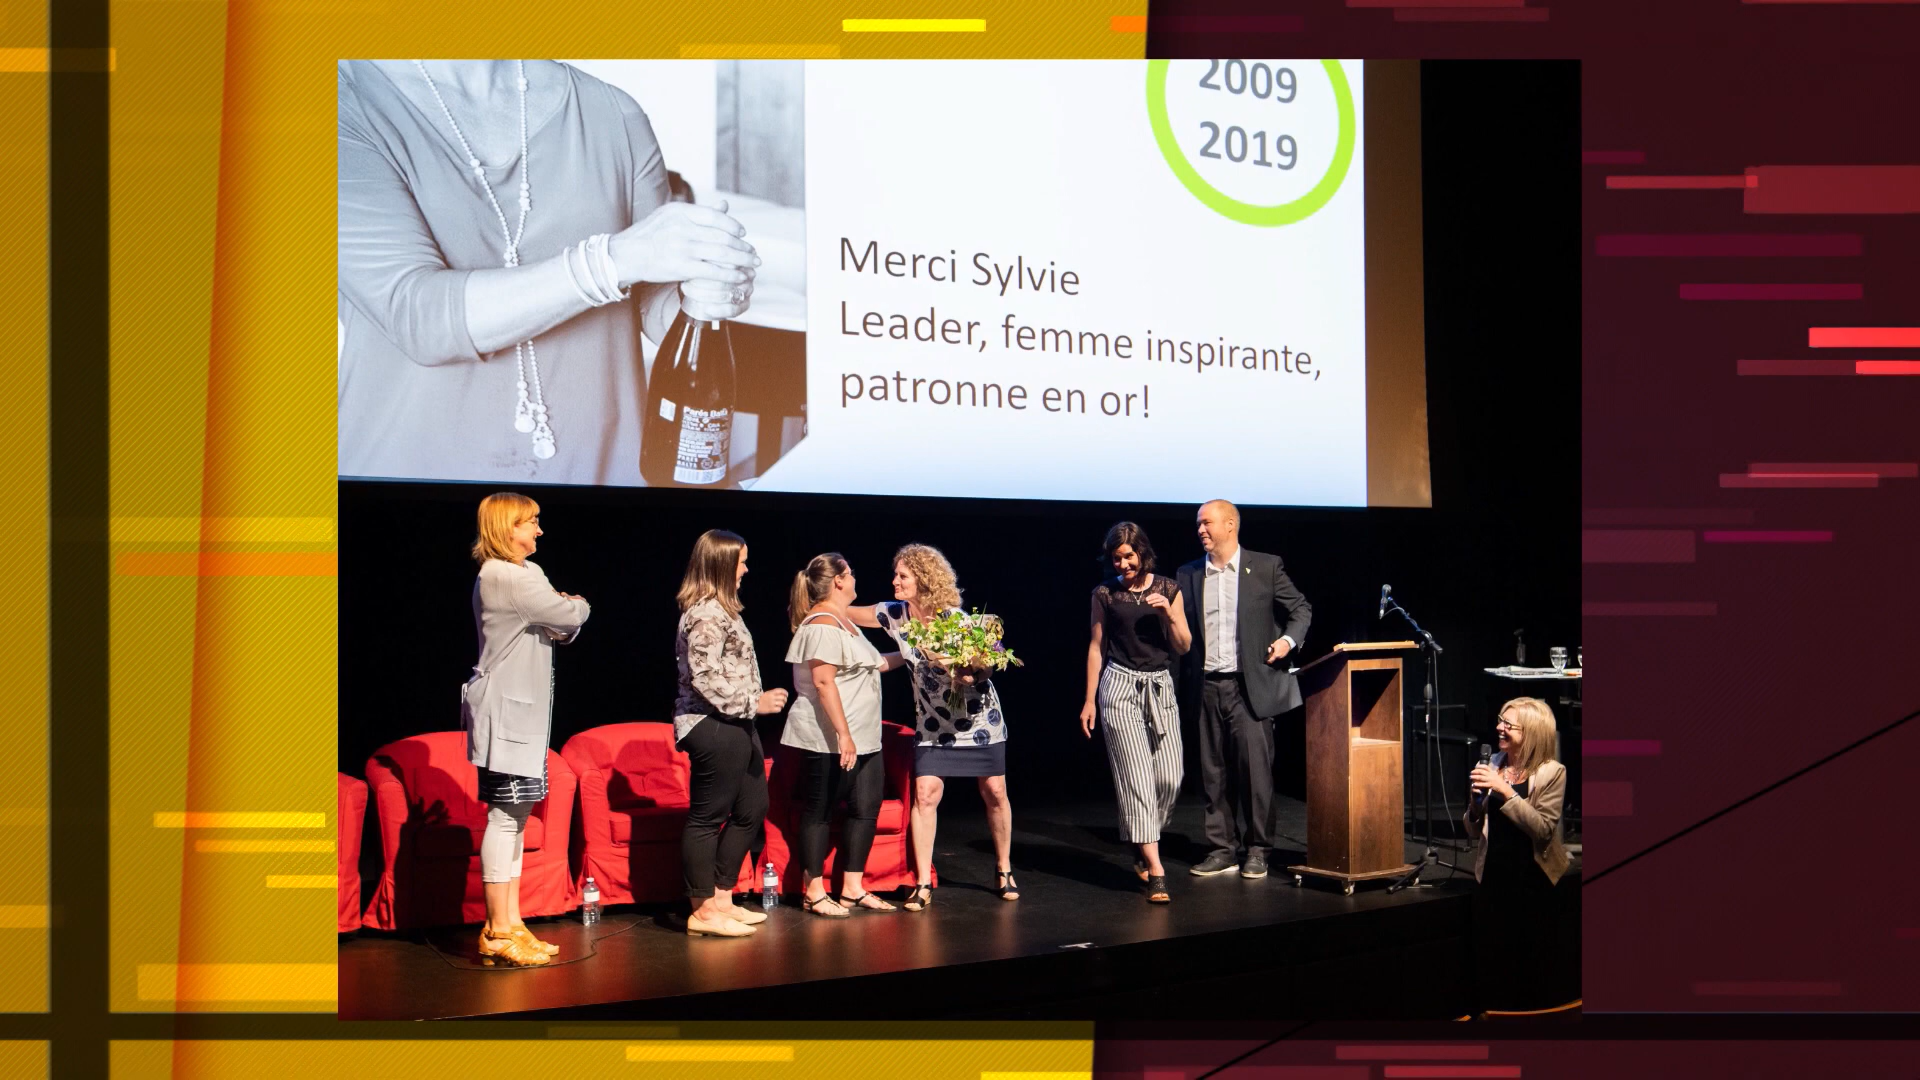 2009
2019
Merci Sylvie
Leader, femme inspirante,
patronne en or!